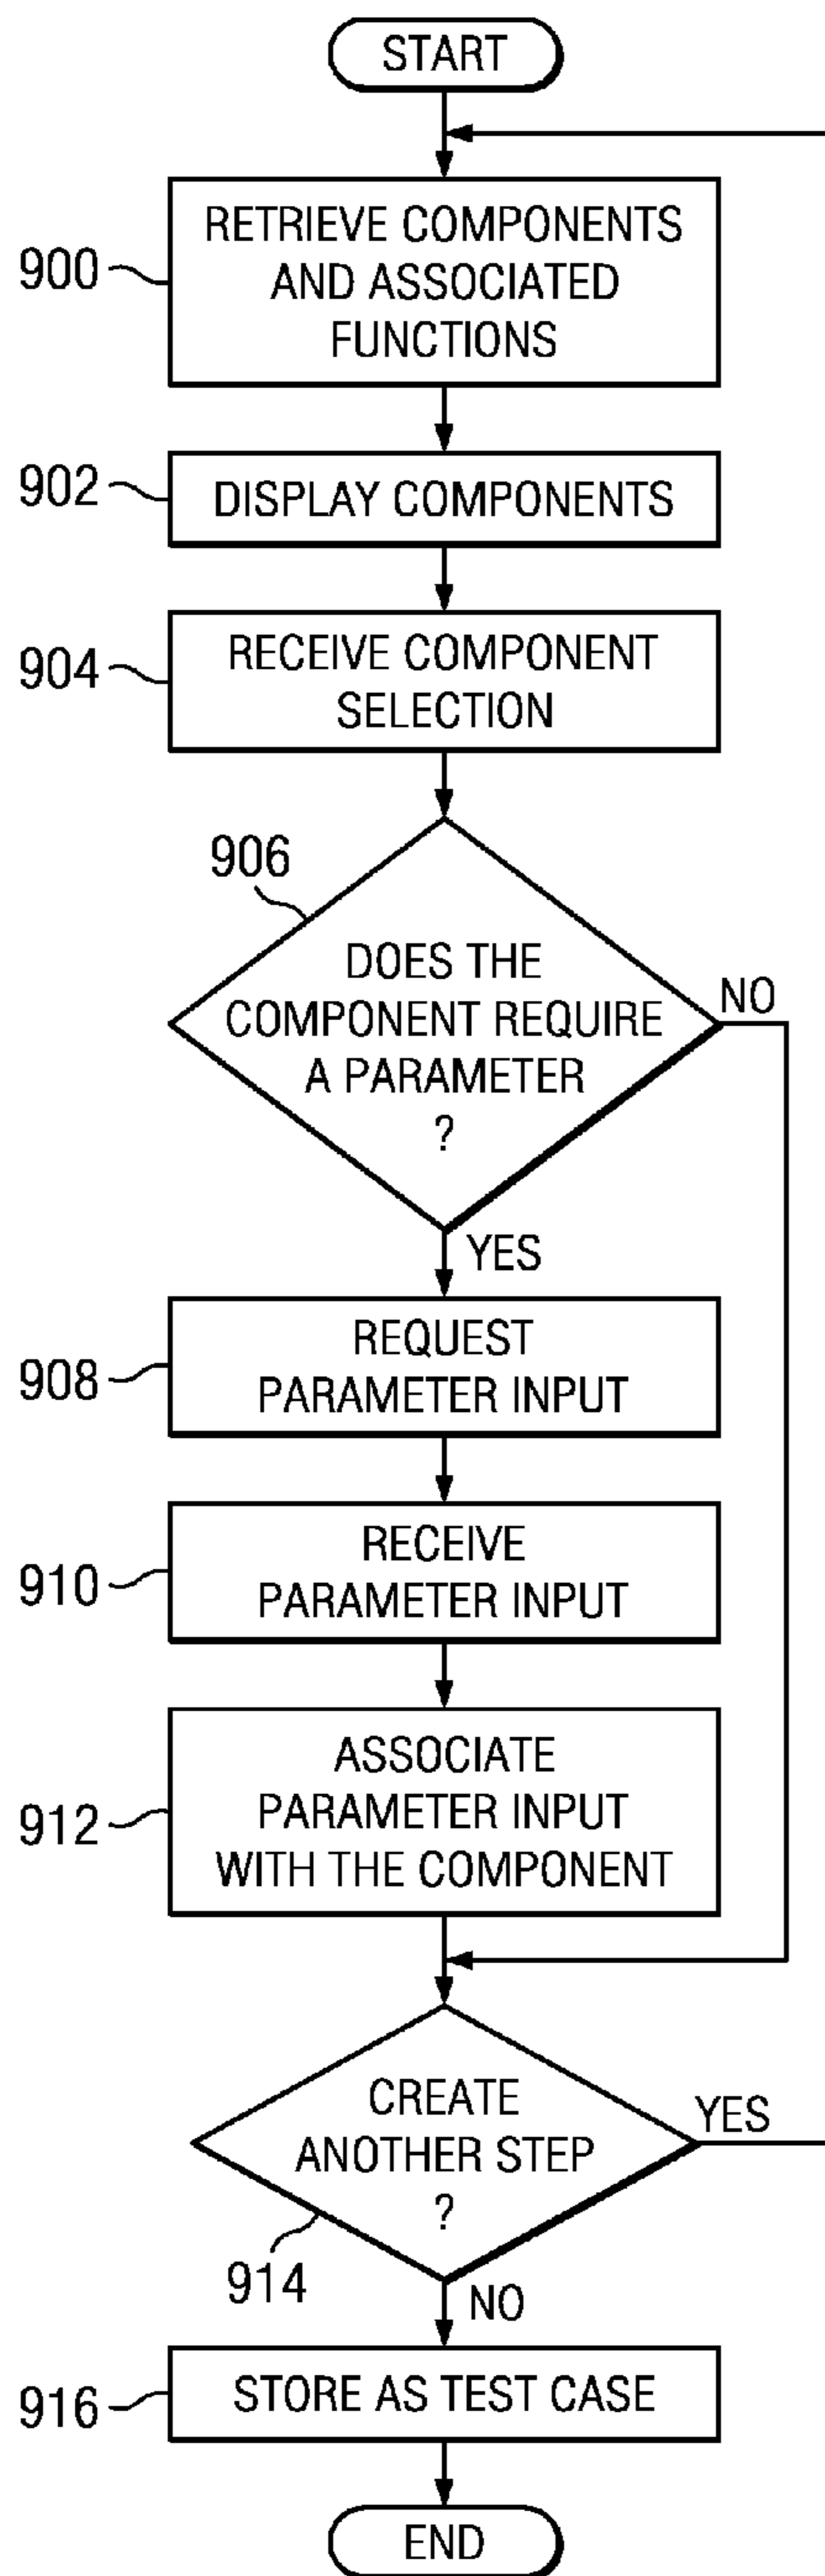 START
RETRIEVE COMPONENTS
AND ASSOCIATED
FUNCTIONS
900
902
DISPLAY COMPONENTS
904
RECEIVE COMPONENT
SELECTION
906
DOES THE
COMPONENT REQUIRE
A PARAMETER
?
NO
YES
908
REQUEST
PARAMETER INPUT
910
RECEIVE
PARAMETER INPUT
912
ASSOCIATE
PARAMETER INPUT
WITH THE COMPONENT
CREATE
ANOTHER STEP
?
YES
914
NO
916
STORE AS TEST CASE
END